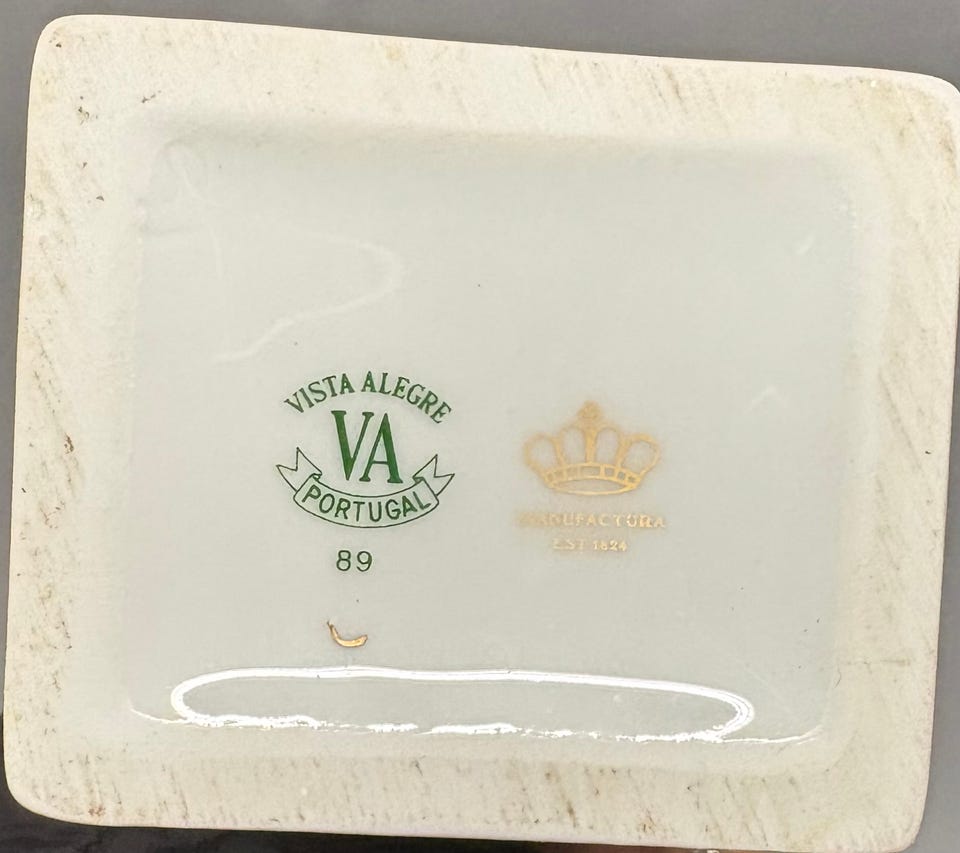 VISTA ALEGRE
VA
PORTUGAL
89
MANUFACTURA
EST 1824